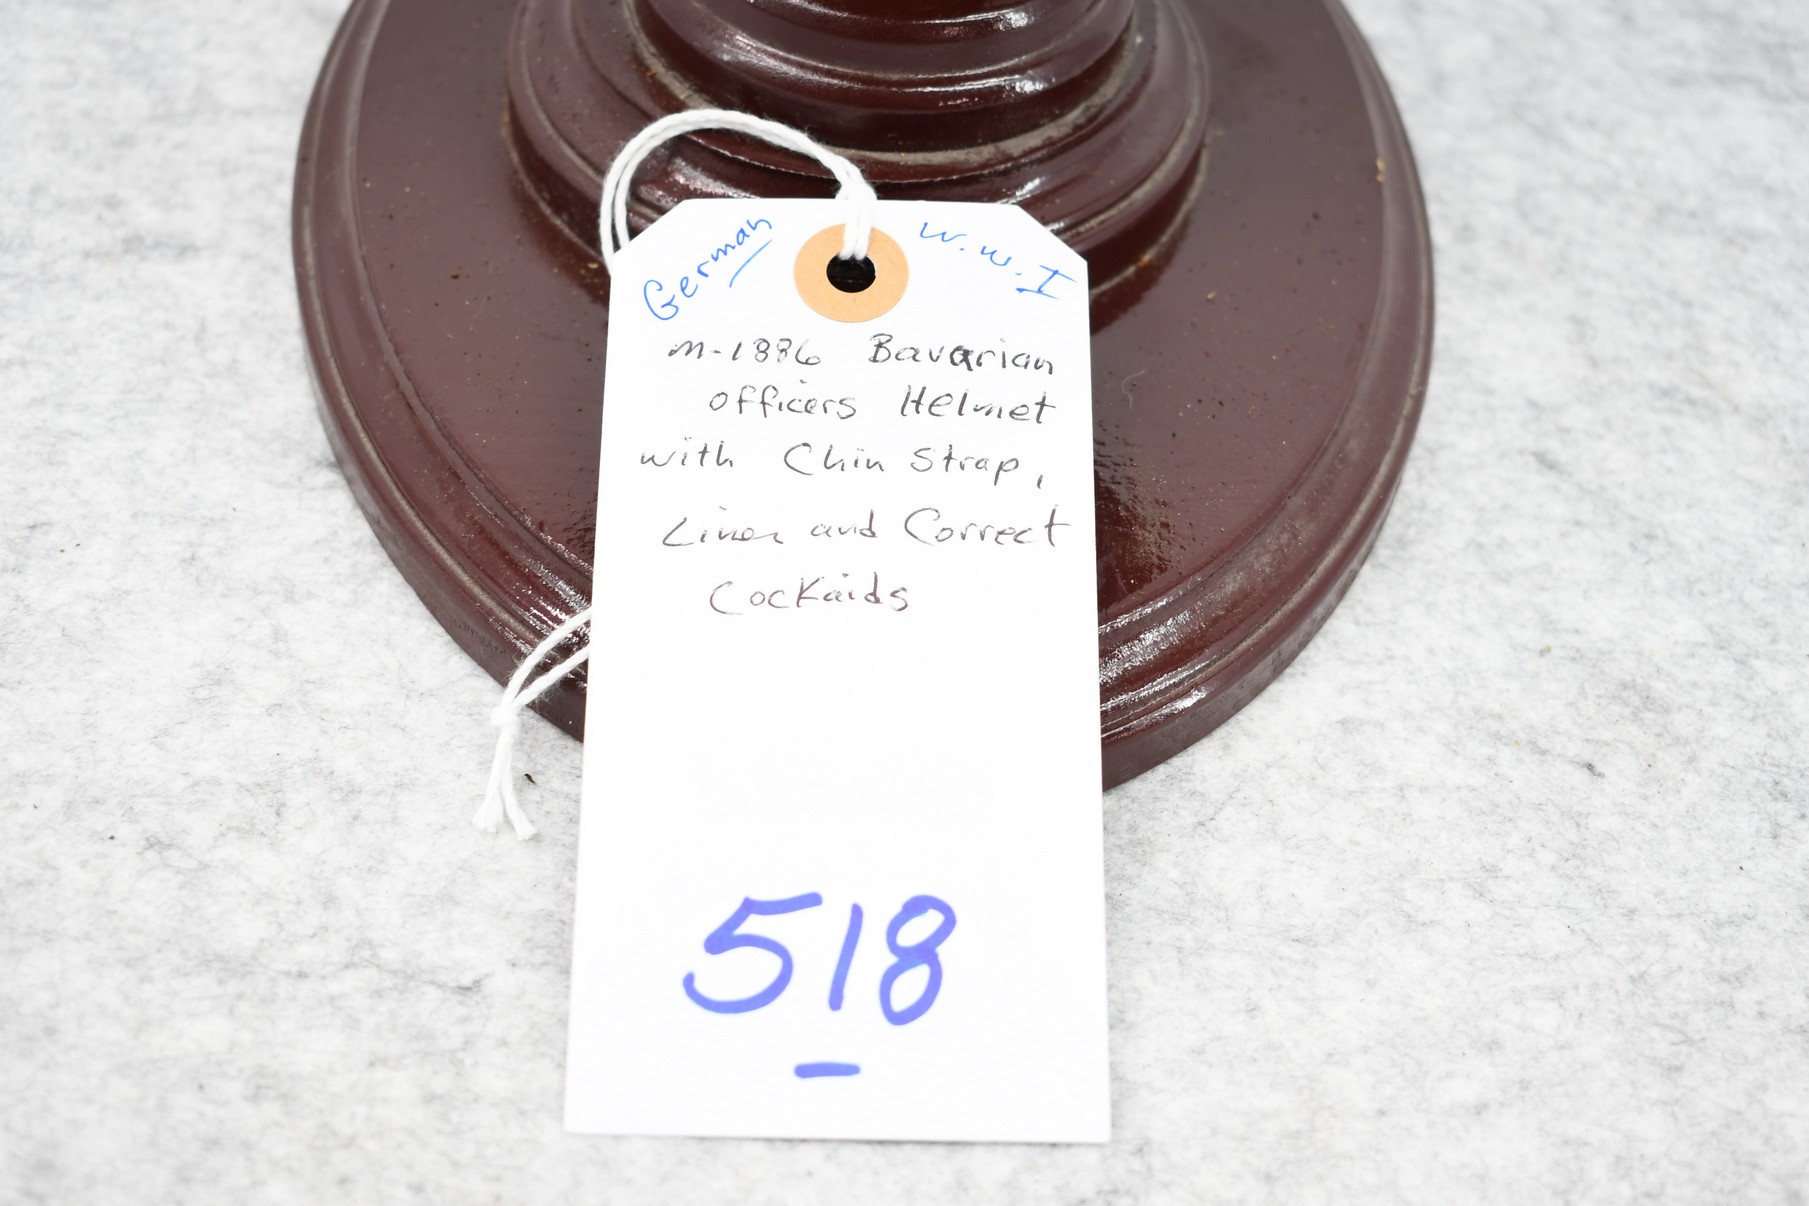 German W.W.I
M-1886 Bavarian
officers Helmet
with Chin Strap,
Liner and Correct
Cockaids
518